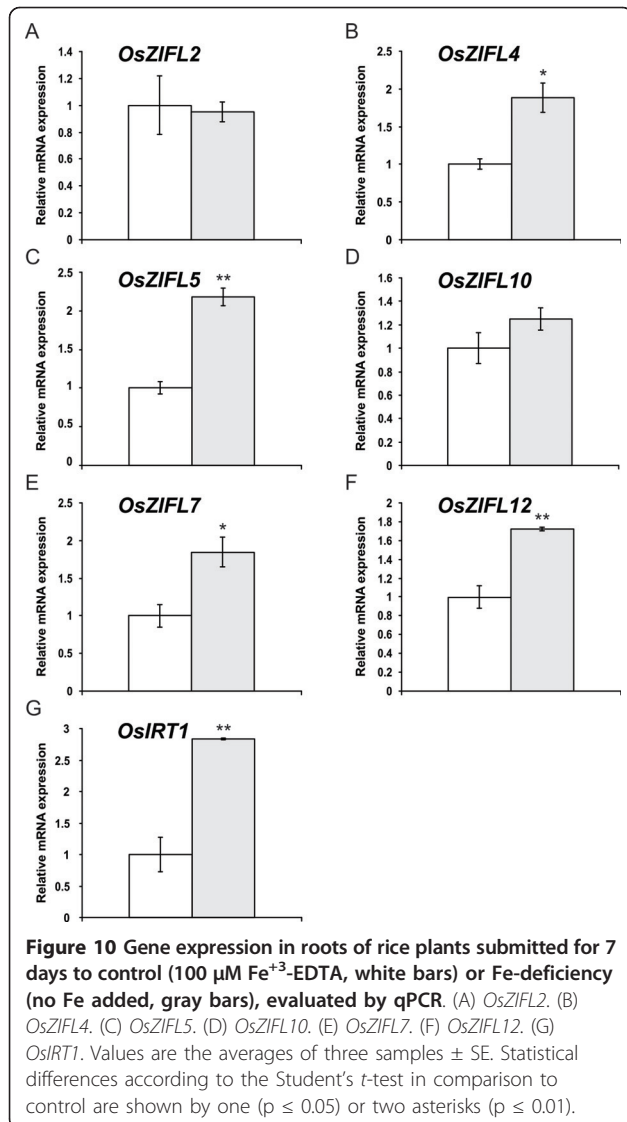 A
OsZIFL2
Relative mRNA expression
1.4
1.2
1
0.8
0.6
0.4
0.2
0
B
OsZIFL4
Relative mRNA expression
2.5
2
1.5
1
0.5
0
*
C
OsZIFL5
Relative mRNA expression
2.5
2
1.5
1
0.5
0
**
D
OsZIFL10
Relative mRNA expression
1.6
1.4
1.2
1
0.8
0.6
0.4
0.2
0
E
OsZIFL7
Relative mRNA expression
2.5
2
1.5
1
0.5
0
*
F
OsZIFL12
Relative mRNA expression
2
1.8
1.6
1.4
1.2
1
0.8
0.6
0.4
0.2
0
**
G
OsIRT1
Relative mRNA expression
3
2.5
2
1.5
1
0.5
0
**
Figure 10 Gene expression in roots of rice plants submitted for 7
days to control (100 μM Fe⁺³-EDTA, white bars) or Fe-deficiency
(no Fe added, gray bars), evaluated by qPCR. (A) OsZIFL2. (B)
OsZIFL4. (C) OsZIFL5. (D) OsZIFL10. (E) OsZIFL7. (F) OsZIFL12. (G)
OsIRT1. Values are the averages of three samples ± SE. Statistical
differences according to the Student's t-test in comparison to
control are shown by one (p ≤ 0.05) or two asterisks (p ≤ 0.01).